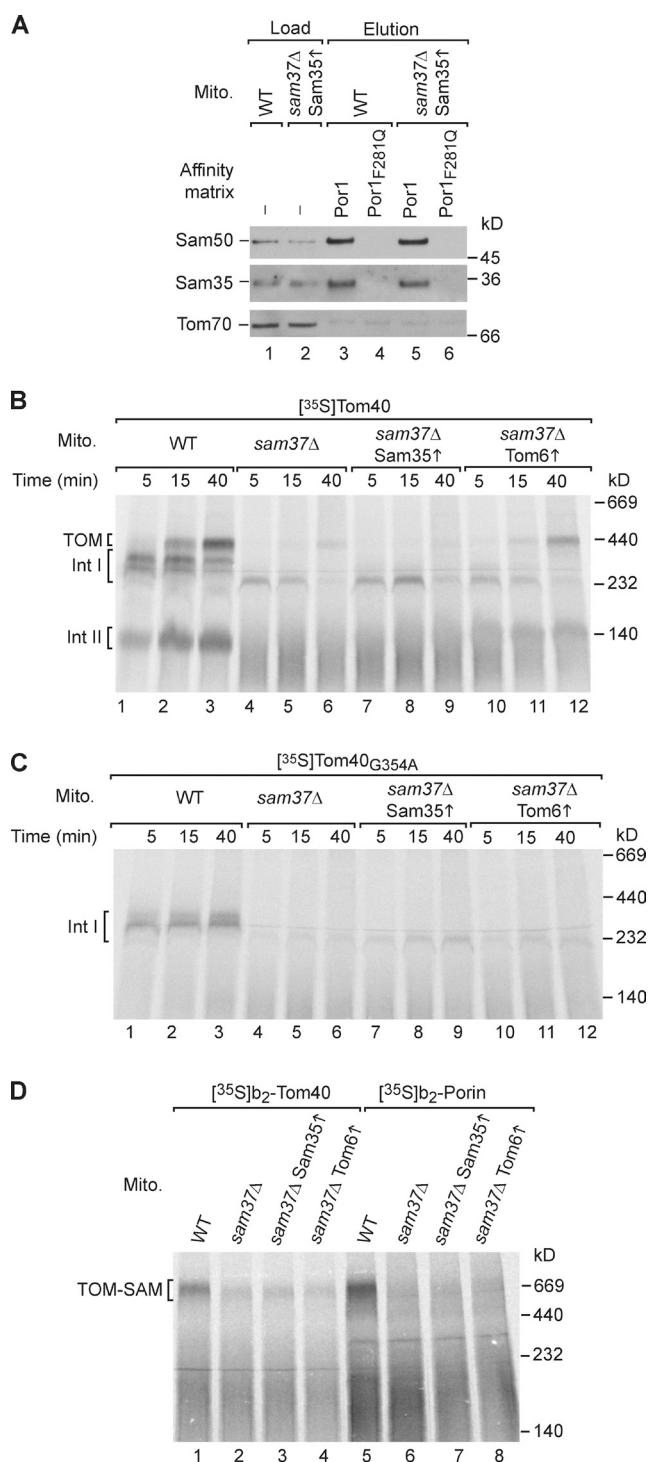 A
Load Elution
Mito. WT sam37Δ Sam35↑ WT sam37Δ Sam35↑
Affinity matrix – – Por1 Por1F281Q Por1 Por1F281Q
kD
Sam50
45
Sam35
36
Tom70
66
1 2 3 4 5 6
B
[35S]Tom40
Mito. WT sam37Δ sam37Δ Sam35↑ sam37Δ Tom6↑
Time (min) 5 15 40 5 15 40 5 15 40 5 15 40 kD
669
TOM 440
Int I
232
Int II 140
1 2 3 4 5 6 7 8 9 10 11 12
C
[35S]Tom40G354A
Mito. WT sam37Δ sam37Δ Sam35↑ sam37Δ Tom6↑
Time (min) 5 15 40 5 15 40 5 15 40 5 15 40 kD
669
440
Int I
232
140
1 2 3 4 5 6 7 8 9 10 11 12
D
[35S]b2-Tom40 [35S]b2-Porin
Mito. WT sam37Δ sam37Δ Sam35↑ sam37Δ Tom6↑ WT sam37Δ sam37Δ Sam35↑ sam37Δ Tom6↑
kD
TOM-SAM 669
440
232
140
1 2 3 4 5 6 7 8